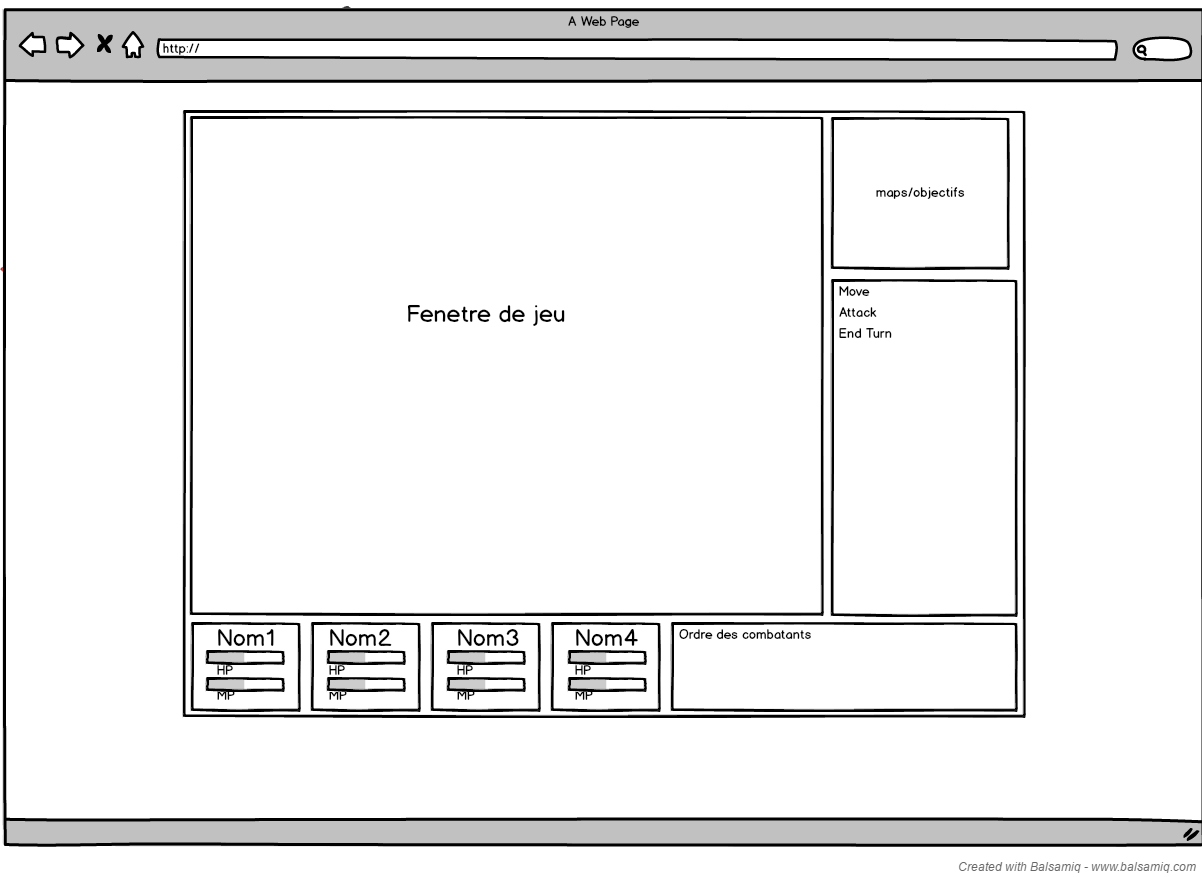 A Web Page
http://
Fenetre de jeu
maps/objectifs
Move
Attack
End Turn
Nom1
HP
MP
Nom2
HP
MP
Nom3
HP
MP
Nom4
HP
MP
Ordre des combatants
Created with Balsamiq - www.balsamiq.com